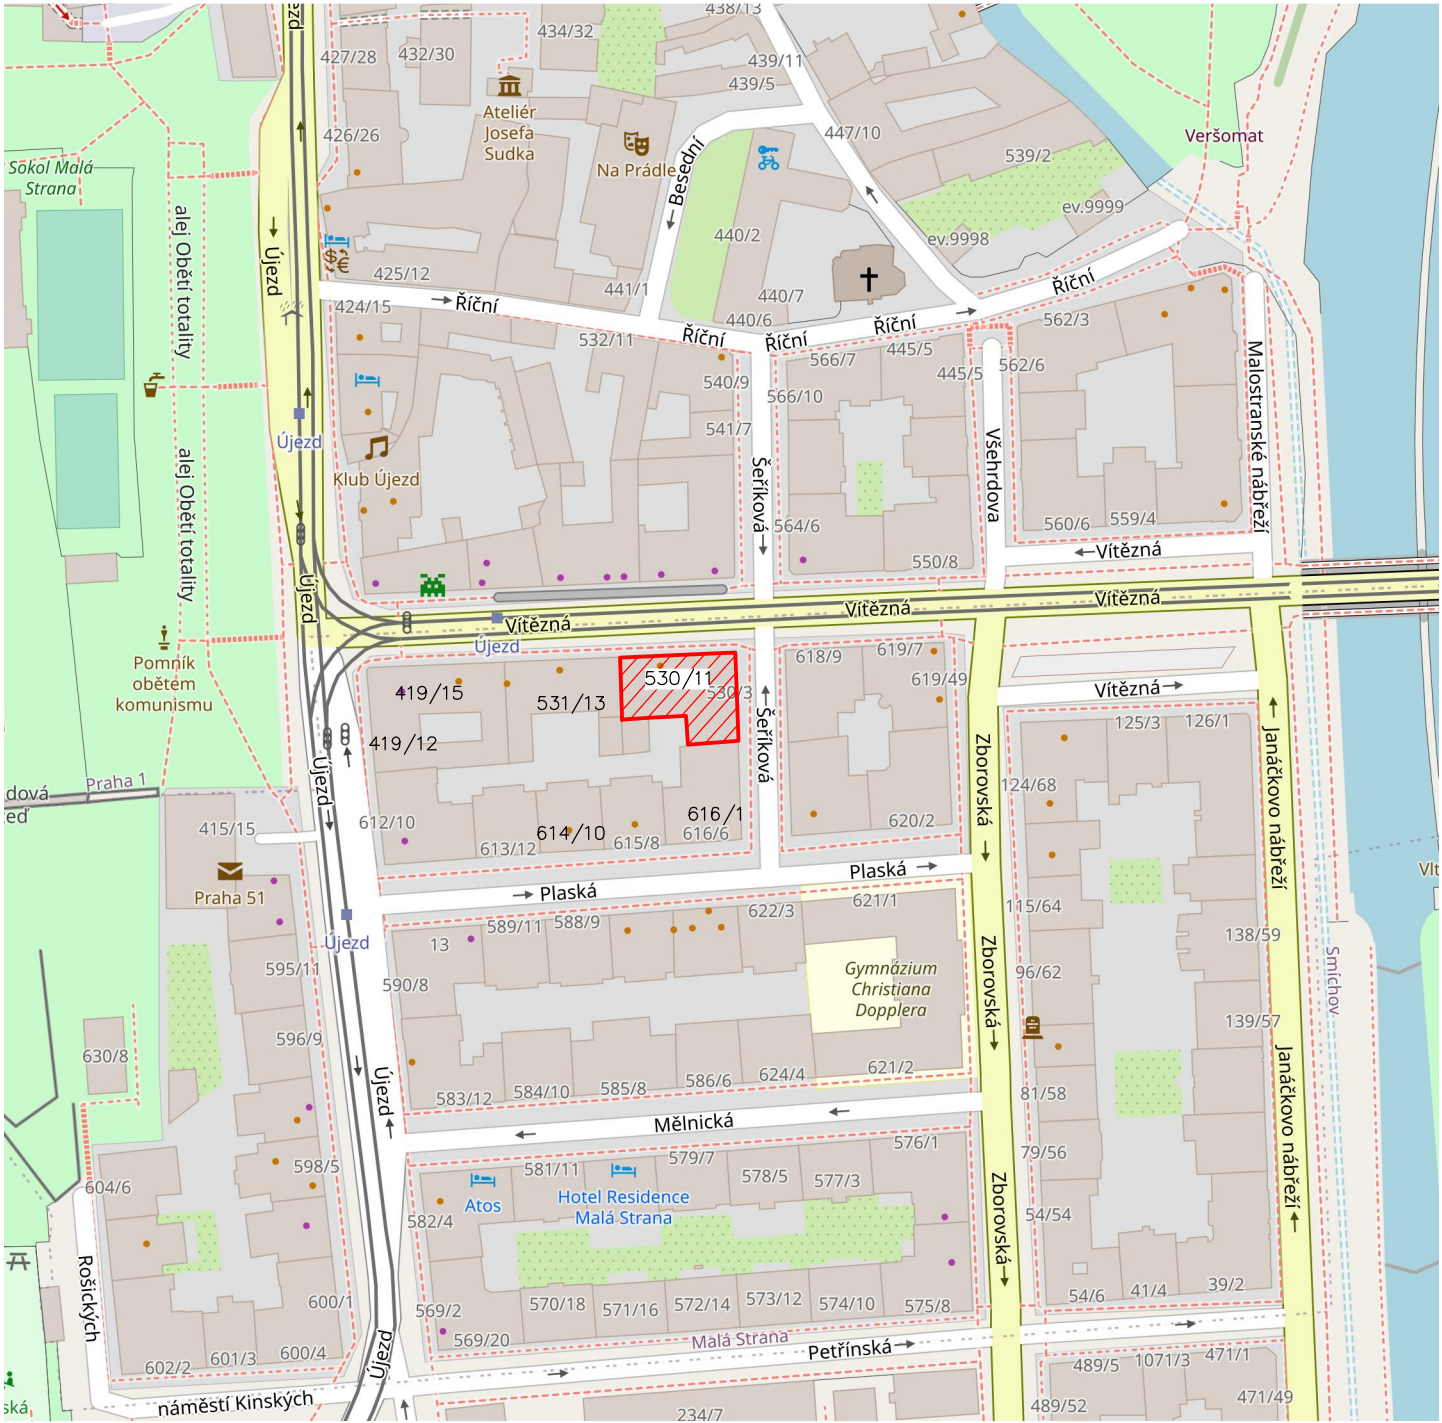 438/13
Újezd
427/28
432/30
434/32
439/11
439/5
Ateliér
Josefa
Sudka
426/26
447/10
Veršomat
Na Prádle
Besední
539/2
Sokol Malá
Strana
alej Obětí totality
ev.9999
440/2
ev.9998
Újezd
425/12
441/1
440/7
Říční
424/15
Říční
440/6
Říční
Říční
Říční
532/11
562/3
566/7
445/5
445/5
562/6
540/9
566/10
Malostranské nábřeží
541/7
Újezd
Klub Újezd
alej Obětí totality
Šeříková
Všehrdova
564/6
560/6
559/4
550/8
Vítězná
Újezd
Vítězná
Vítězná
Vítězná
Újezd
Pomník
obětem
komunismu
618/9
619/7
619/49
419/15
531/13
530/11
530/3
Vítězná
Šeříková
125/3
126/1
419/12
Zborovská
Janáčkovo nábřeží
Újezd
Praha 1
dová
eď
124/68
415/15
612/10
614/10
616/1
613/12
615/8
616/6
620/2
Praha 51
Plaská
Plaská
Vlt
589/11
588/9
622/3
621/1
115/64
Újezd
13
138/59
595/11
590/8
Gymnázium
Christiana
Dopplera
Zborovská
96/62
Smíchov
596/9
139/57
630/8
583/12
584/10
585/8
586/6
624/4
621/2
Újezd
81/58
Janáčkovo nábřeží
Mělnická
576/1
598/5
581/11
579/7
578/5
577/3
79/56
604/6
Atos
Hotel Residence
Malá Strana
582/4
Zborovská
54/54
Rošických
600/1
569/2
570/18
571/16
572/14
573/12
574/10
575/8
54/6
41/4
39/2
569/20
Malá Strana
Petřínská
602/2
601/3
600/4
Újezd
489/5
1071/3
471/1
ská
náměstí Kinských
234/7
489/52
471/49